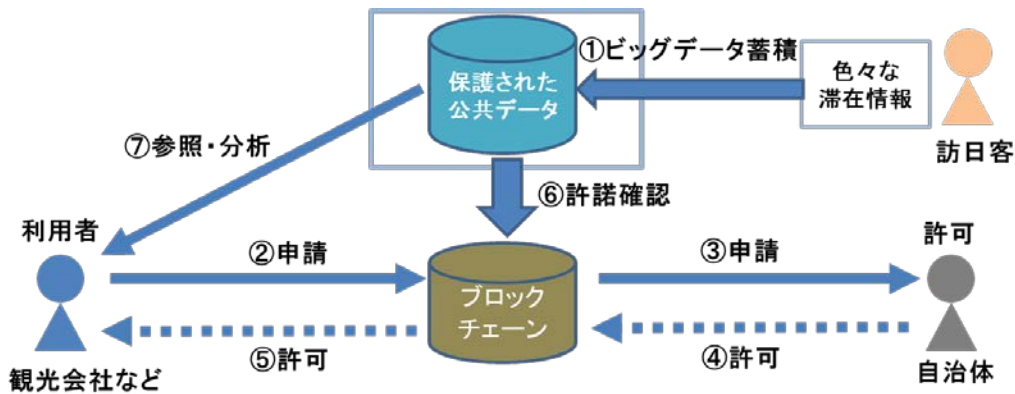 ①ビッグデータ蓄積
保護された
公共データ
色々な
滞在情報
訪日客
⑦参照・分析
⑥許諾確認
利用者
②申請
③申請
許可
ブロック
チェーン
⑤許可
④許可
観光会社など
自治体